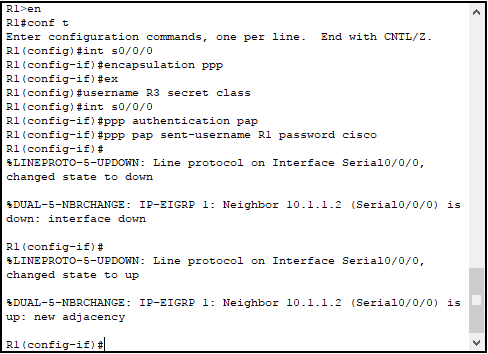 R1>en
R1#conf t
Enter configuration commands, one per line.  End with CNTL/Z.
R1(config)#int s0/0/0
R1(config-if)#encapsulation ppp
R1(config-if)#ex
R1(config)#username R3 secret class
R1(config)#int s0/0/0
R1(config-if)#ppp authentication pap
R1(config-if)#ppp pap sent-username R1 password cisco
R1(config-if)#
%LINEPROTO-5-UPDOWN: Line protocol on Interface Serial0/0/0,
changed state to down
%DUAL-5-NBRCHANGE: IP-EIGRP 1: Neighbor 10.1.1.2 (Serial0/0/0) is
down: interface down
R1(config-if)#
%LINEPROTO-5-UPDOWN: Line protocol on Interface Serial0/0/0,
changed state to up
%DUAL-5-NBRCHANGE: IP-EIGRP 1: Neighbor 10.1.1.2 (Serial0/0/0) is
up: new adjacency
R1(config-if)#